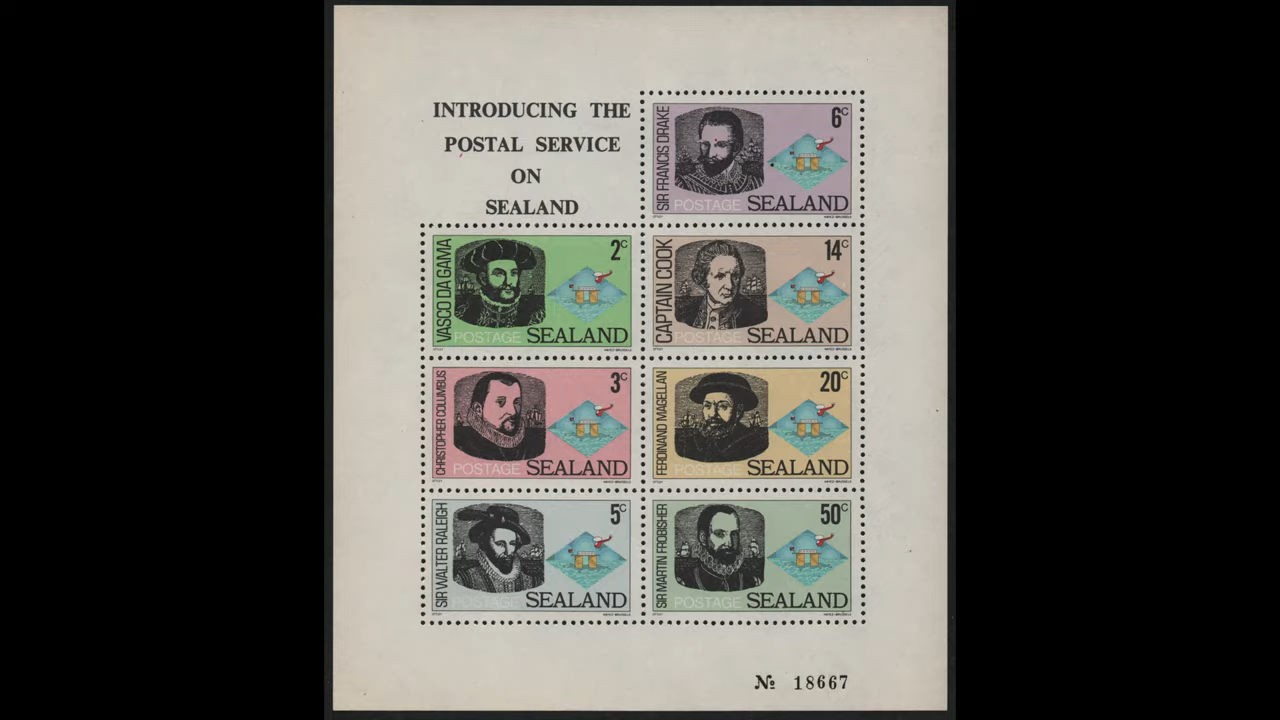 INTRODUCING THE
POSTAL SERVICE
ON
SEALAND
SIR FRANCIS DRAKE
6c
POSTAGE SEALAND
VASCO DA GAMA
2c
POSTAGE SEALAND
CAPTAIN COOK
14c
POSTAGE SEALAND
CHRISTOPHER COLUMBUS
3c
POSTAGE SEALAND
FERDINAND MAGELLAN
20c
POSTAGE SEALAND
SIR WALTER RALEIGH
5c
POSTAGE SEALAND
SIR MARTIN FROBISHER
50c
POSTAGE SEALAND
№ 18667